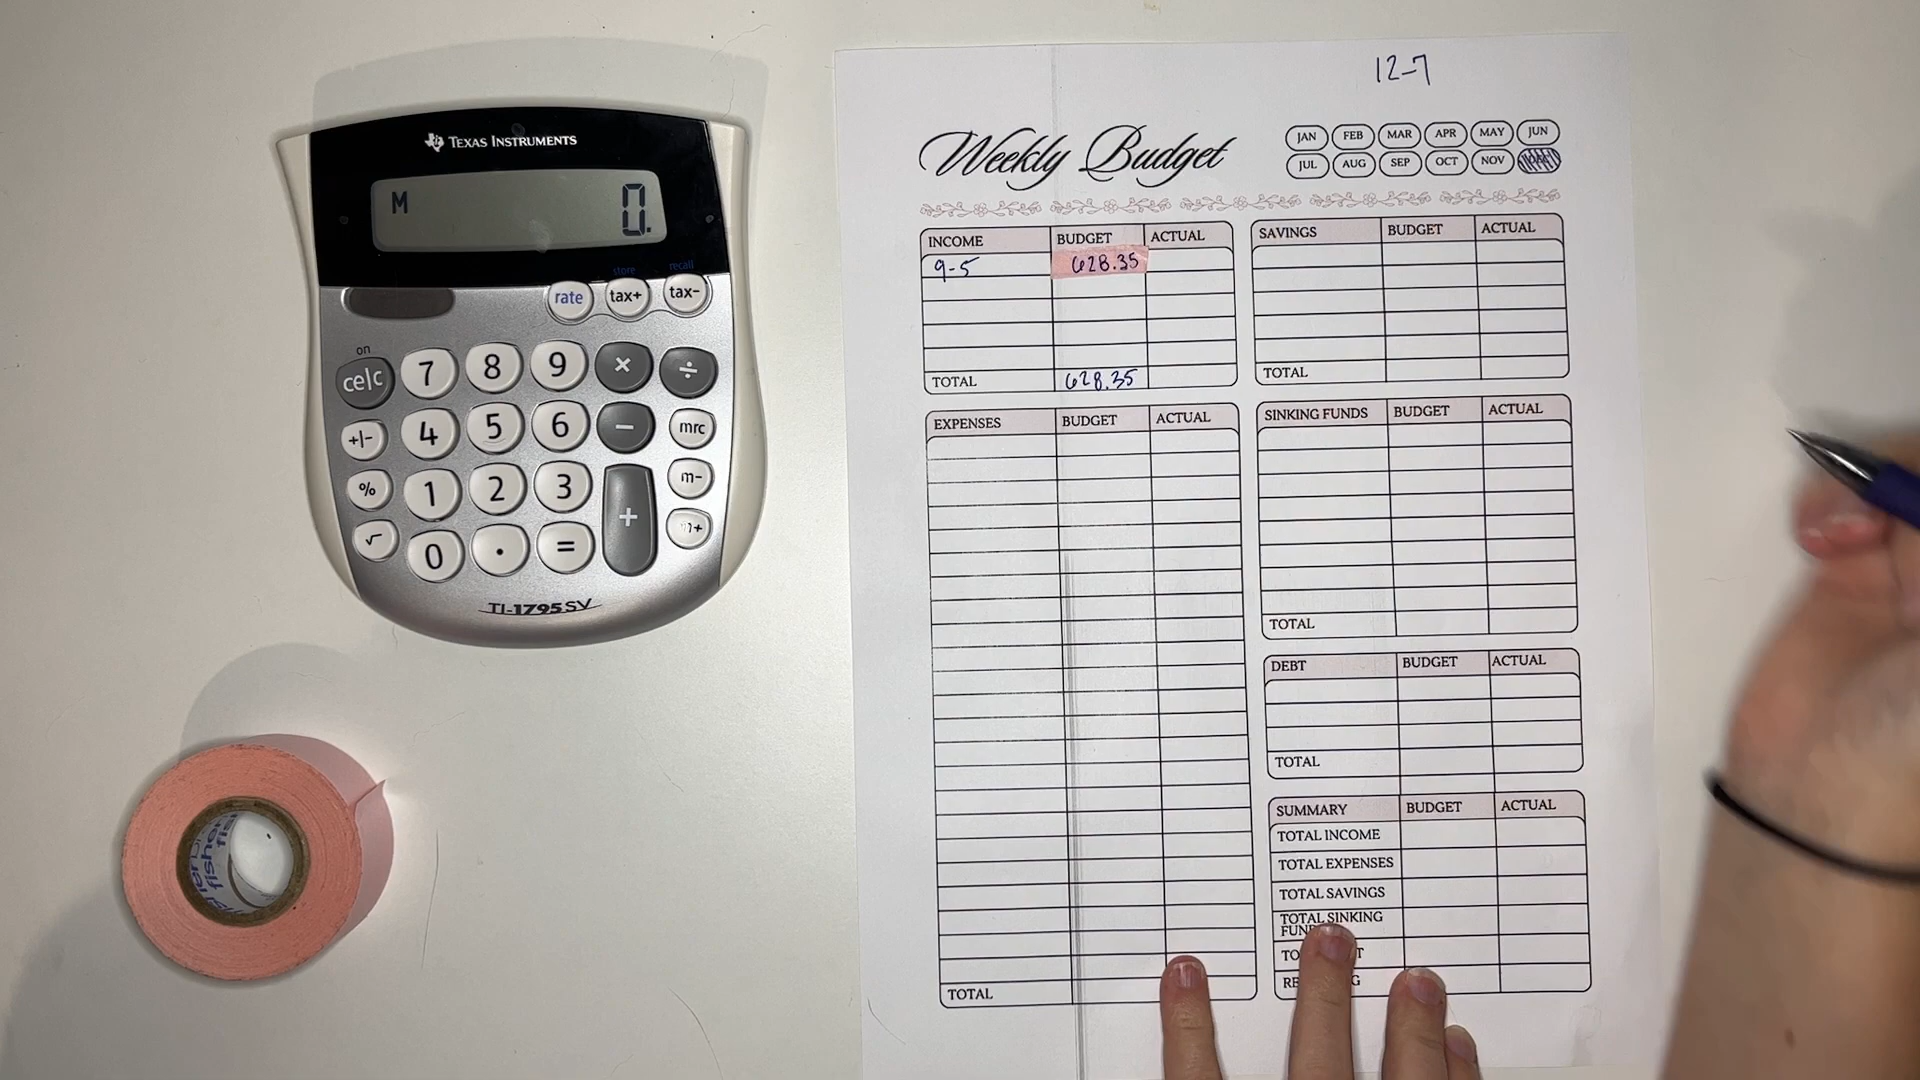 12-7
TEXAS INSTRUMENTS
M 0.
store recall
rate tax+ tax-
on
ce|c 7 8 9 × ÷
+|- 4 5 6 − mrc
% 1 2 3 + m-
√ 0 . =
TI-1795 SV
Weekly Budget
JAN FEB MAR APR MAY JUN
JUL AUG SEP OCT NOV DEC
INCOME BUDGET ACTUAL
9-5 628.35
TOTAL 628.35
EXPENSES BUDGET ACTUAL
TOTAL
SAVINGS BUDGET ACTUAL
TOTAL
SINKING FUNDS BUDGET ACTUAL
TOTAL
DEBT BUDGET ACTUAL
TOTAL
SUMMARY BUDGET ACTUAL
TOTAL INCOME
TOTAL EXPENSES
TOTAL SAVINGS
TOTAL SINKING